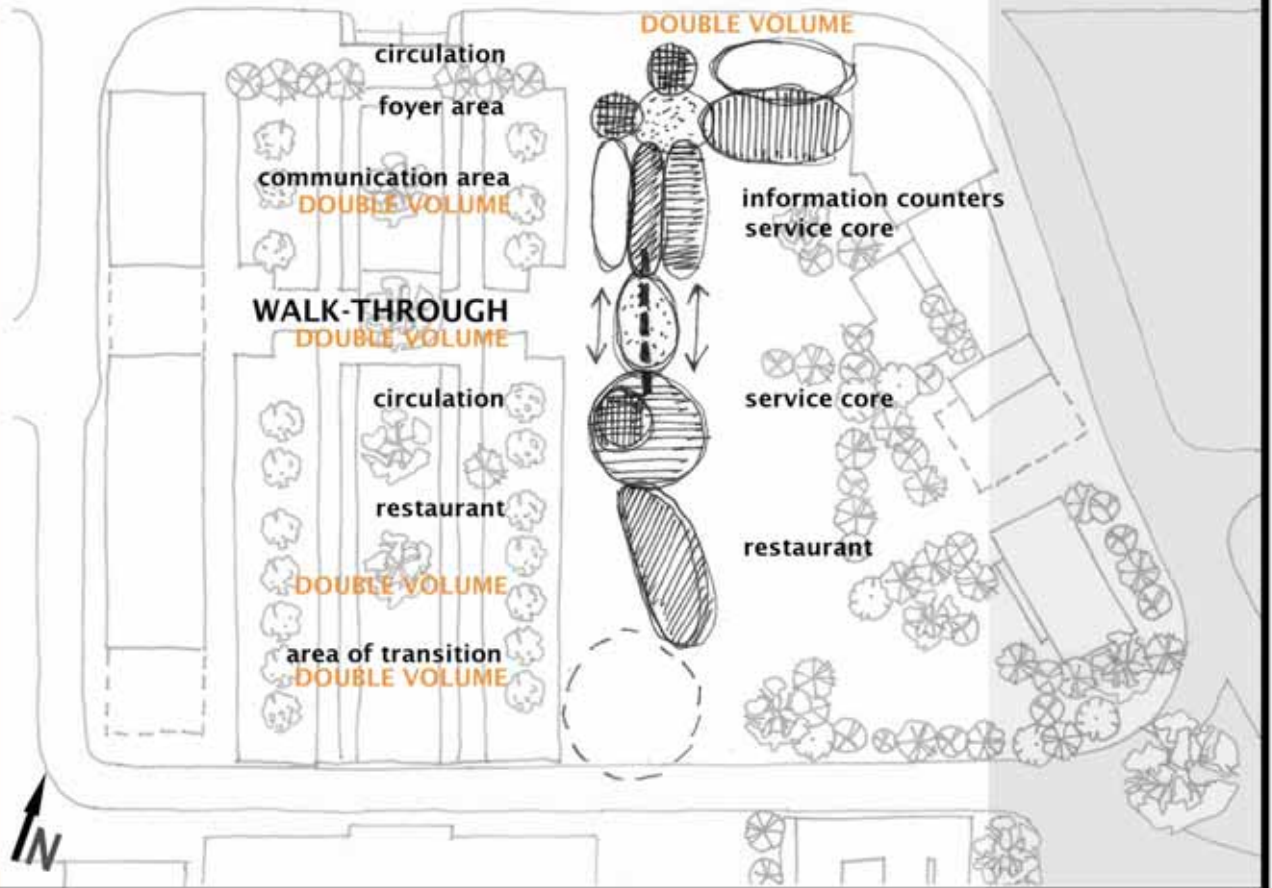 DOUBLE VOLUME
circulation
foyer area
communication area
DOUBLE VOLUME
information counters
service core
WALK-THROUGH
DOUBLE VOLUME
circulation
service core
restaurant
restaurant
DOUBLE VOLUME
area of transition
DOUBLE VOLUME
N